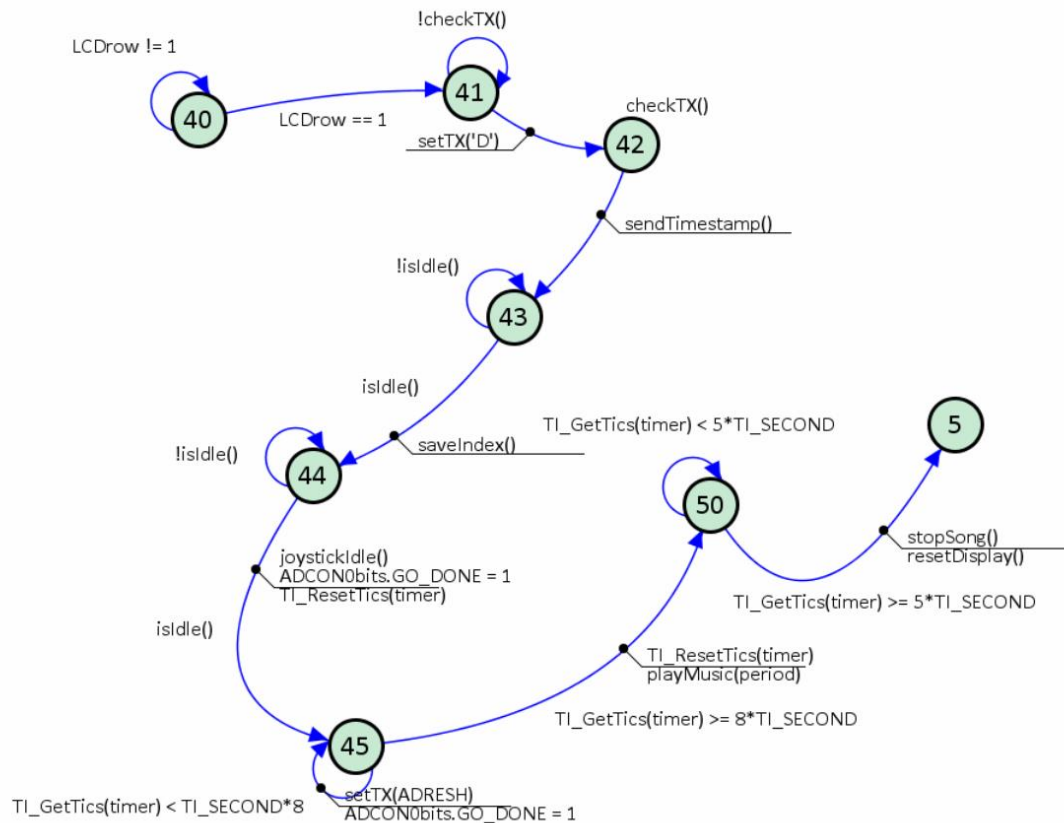 !checkTX()
LCDrow != 1
41
checkTX()
40
LCDrow == 1
setTX('D')
42
sendTimestamp()
!isIdle()
43
isIdle()
TI_GetTics(timer) < 5*TI_SECOND
5
saveIndex()
!isIdle()
44
50
stopSong()
resetDisplay()
joystickIdle()
ADCON0bits.GO_DONE = 1
TI_ResetTics(timer)
TI_GetTics(timer) >= 5*TI_SECOND
isIdle()
TI_ResetTics(timer)
playMusic(period)
TI_GetTics(timer) >= 8*TI_SECOND
45
setTX(ADRESH)
TI_GetTics(timer) < TI_SECOND*8
ADCON0bits.GO_DONE = 1